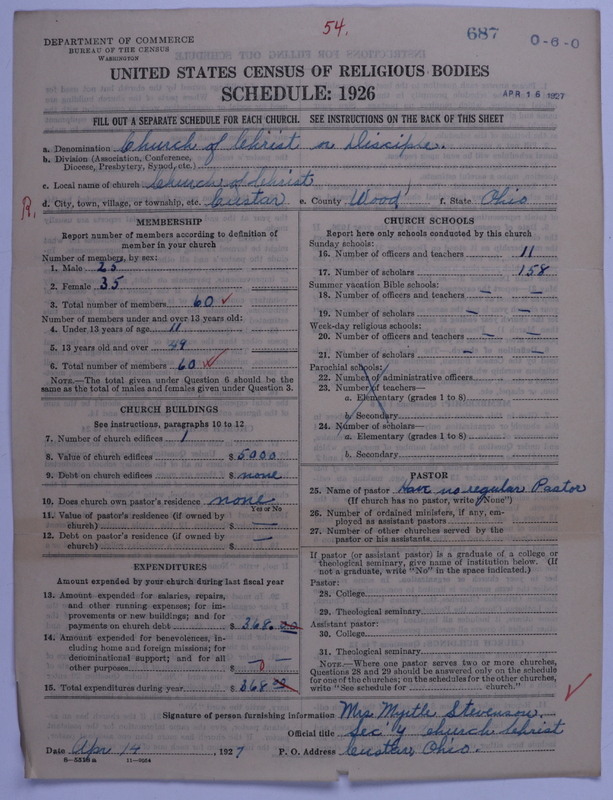 54.
687
0-6-0
DEPARTMENT OF COMMERCE
BUREAU OF THE CENSUS
WASHINGTON
UNITED STATES CENSUS OF RELIGIOUS BODIES
SCHEDULE: 1926
APR 16 1927
FILL OUT A SEPARATE SCHEDULE FOR EACH CHURCH. SEE INSTRUCTIONS ON THE BACK OF THIS SHEET
a. Denomination Church of Christ or Disciple.
b. Division (Association, Conference,
Diocese, Presbytery, Synod, etc.)
c. Local name of church Church of Christ
R. d. City, town, village, or township, etc. Custar e. County Wood f. State Ohio
MEMBERSHIP
Report number of members according to definition of
member in your church
Number of members, by sex:
1. Male 25
2. Female 35
3. Total number of members 60 ✓
Number of members under and over 13 years old:
4. Under 13 years of age 11
5. 13 years old and over 49
6. Total number of members 60 ✓
NOTE.—The total given under Question 6 should be the
same as the total of males and females given under Question 3.
CHURCH BUILDINGS
See instructions, paragraphs 10 to 12
7. Number of church edifices 1
8. Value of church edifices $ 5000
9. Debt on church edifices $ none
10. Does church own pastor's residence none
Yes or No
11. Value of pastor's residence (if owned by
church) $ —
12. Debt on pastor's residence (if owned by
church) $ —
EXPENDITURES
Amount expended by your church during last fiscal year
13. Amount expended for salaries, repairs,
and other running expenses; for im-
provements or new buildings; and for
payments on church debt $ 368.00
14. Amount expended for benevolences, in-
cluding home and foreign missions; for
denominational support; and for all
other purposes $ — 0 —
15. Total expenditures during year $ 368
CHURCH SCHOOLS
Report here only schools conducted by this church
Sunday schools:
16. Number of officers and teachers 11
17. Number of scholars 158
Summer vacation Bible schools:
18. Number of officers and teachers — —
19. Number of scholars — —
Week-day religious schools:
20. Number of officers and teachers — —
21. Number of scholars — —
Parochial schools:
22. Number of administrative officers
23. Number of teachers—
a. Elementary (grades 1 to 8)
b. Secondary
24. Number of scholars—
a. Elementary (grades 1 to 8)
b. Secondary
PASTOR
25. Name of pastor Have no regular Pastor
(If church has no pastor, write "None")
26. Number of ordained ministers, if any, em-
ployed as assistant pastors
27. Number of other churches served by the
pastor or his assistants
If pastor (or assistant pastor) is a graduate of a college or
theological seminary, give name of institution below. (If
not a graduate, write "No" in the space indicated.)
Pastor:
28. College
29. Theological seminary
Assistant pastor:
30. College
31. Theological seminary
NOTE.—Where one pastor serves two or more churches,
Questions 28 and 29 should be answered only on the schedule
for one of the churches; on the schedules for the other churches,
write "See schedule for church."
✓
Signature of person furnishing information Mrs Myrtle Stevenson.
Official title Sec'y Church Christ
Date Apr 14, 1927 P. O. Address Custar Ohio.
8—5518a 11—9054